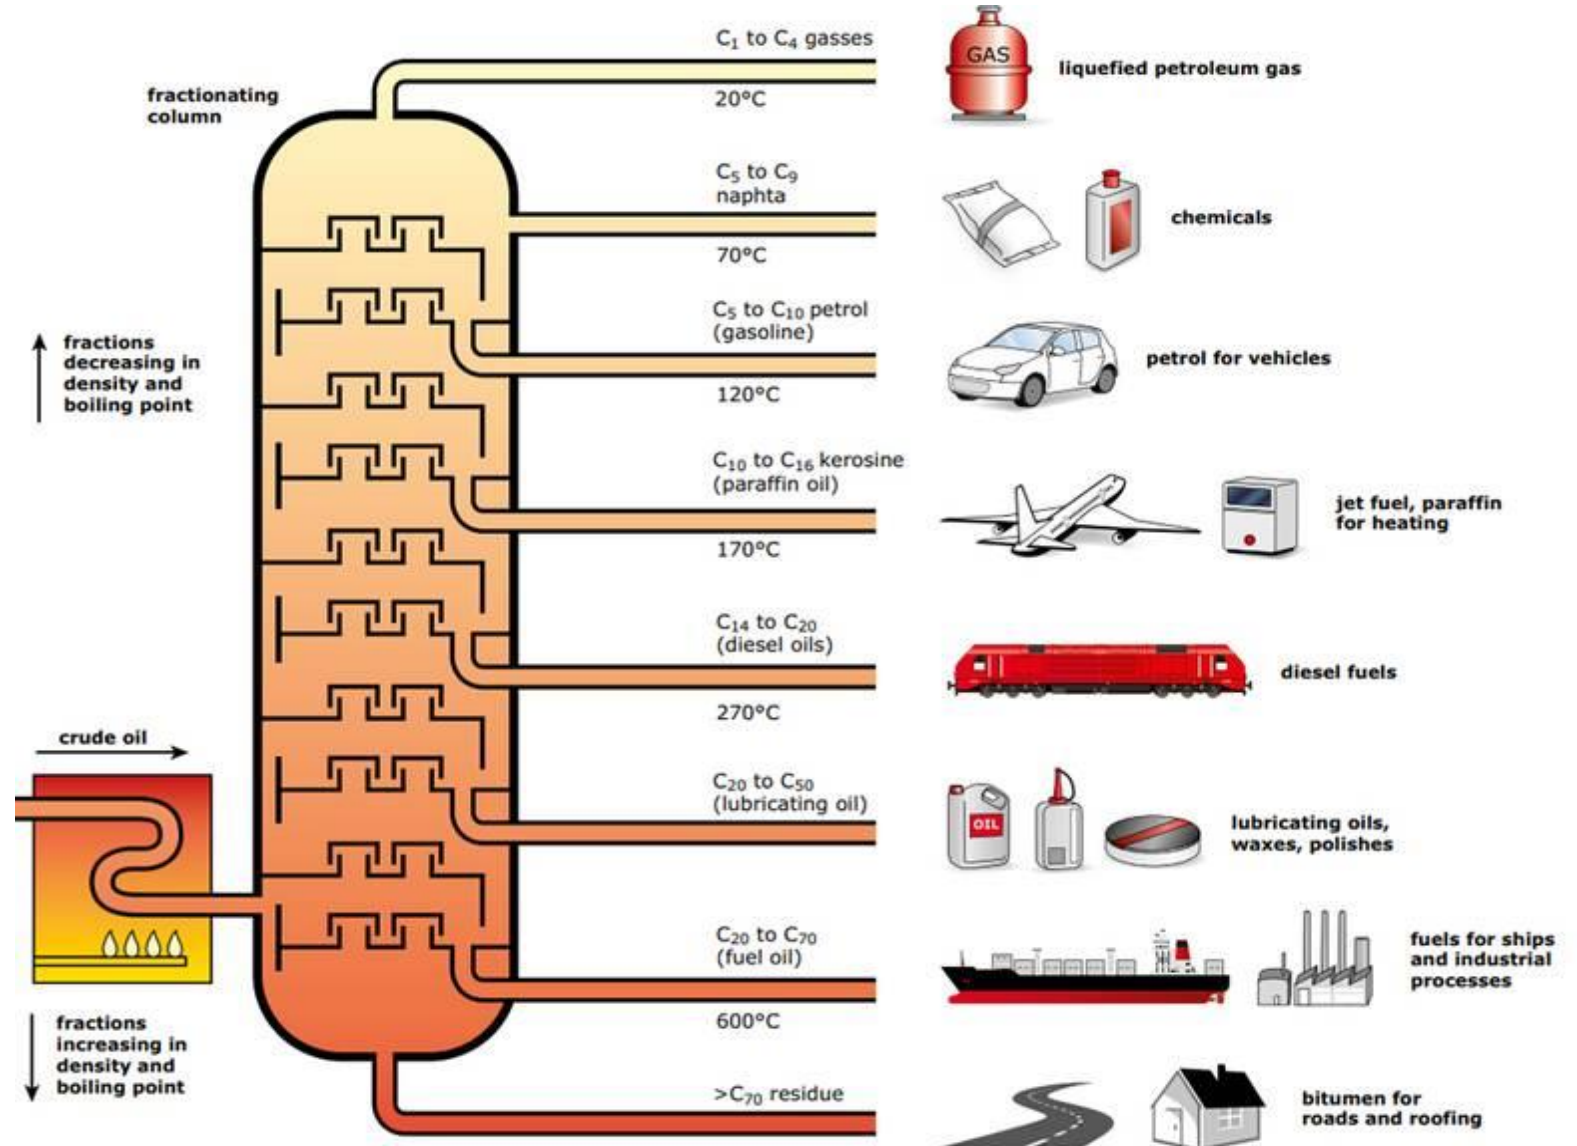 C₁ to C₄ gasses
GAS
liquefied petroleum gas
20°C
fractionating
column
C₅ to C₉
naphta
chemicals
70°C
C₅ to C₁₀ petrol
(gasoline)
petrol for vehicles
120°C
fractions
decreasing in
density and
boiling point
C₁₀ to C₁₆ kerosine
(paraffin oil)
jet fuel, paraffin
for heating
170°C
C₁₄ to C₂₀
(diesel oils)
diesel fuels
270°C
crude oil
C₂₀ to C₅₀
(lubricating oil)
OIL
lubricating oils,
waxes, polishes
C₂₀ to C₇₀
(fuel oil)
fuels for ships
and industrial
processes
600°C
fractions
increasing in
density and
boiling point
>C₇₀ residue
bitumen for
roads and roofing